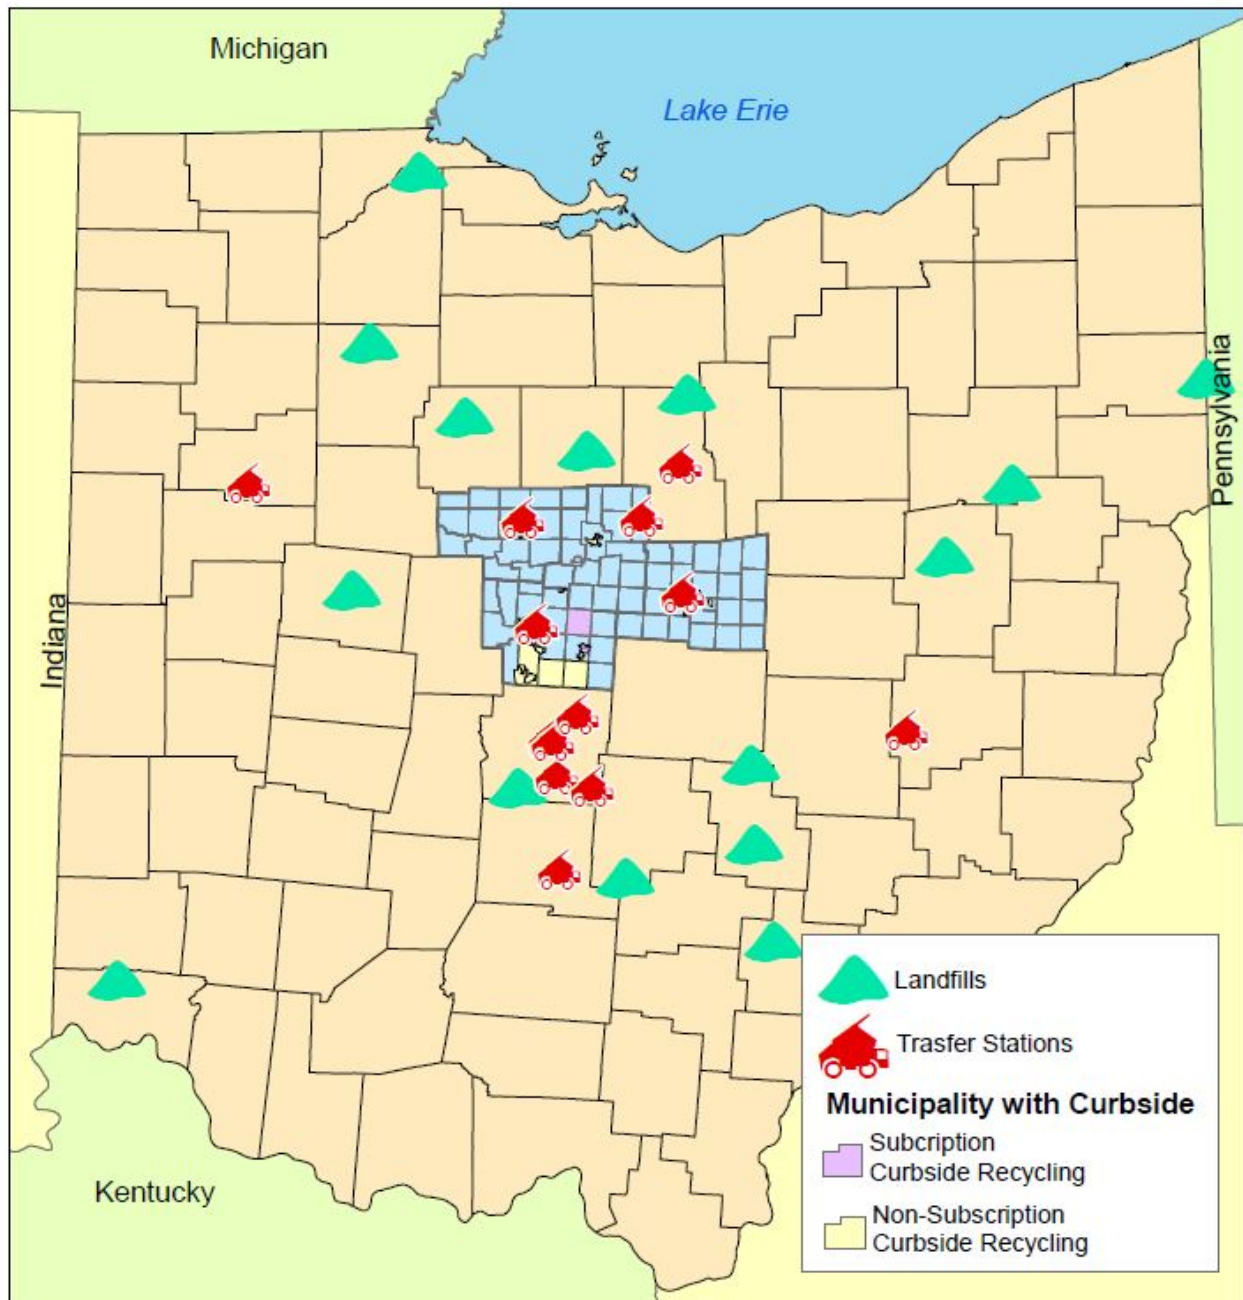 Michigan
Lake Erie
Pennsylvania
Indiana
Kentucky
Landfills
Trasfer Stations
Municipality with Curbside
Subcription
Curbside Recycling
Non-Subscription
Curbside Recycling